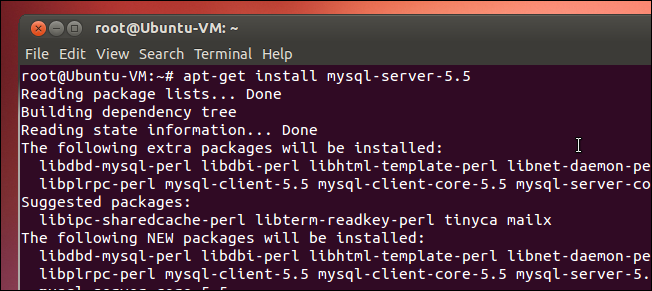 root@Ubuntu-VM: ~
File Edit View Search Terminal Help
root@Ubuntu-VM:~# apt-get install mysql-server-5.5
Reading package lists... Done
Building dependency tree
Reading state information... Done
The following extra packages will be installed:
libdbd-mysql-perl libdbi-perl libhtml-template-perl libnet-daemon-pe
libplrpc-perl mysql-client-5.5 mysql-client-core-5.5 mysql-server-co
Suggested packages:
libipc-sharedcache-perl libterm-readkey-perl tinyca mailx
The following NEW packages will be installed:
libdbd-mysql-perl libdbi-perl libhtml-template-perl libnet-daemon-pe
libplrpc-perl mysql-client-5.5 mysql-client-core-5.5 mysql-server-5.
mysql-server-core-5.5